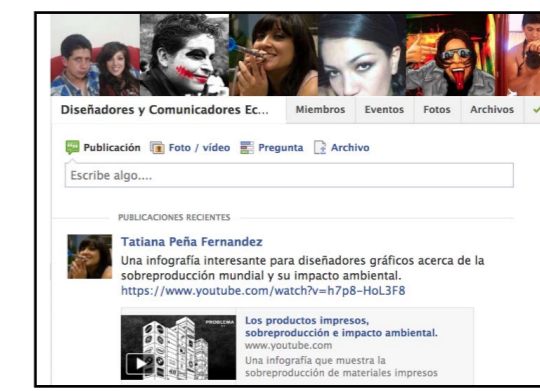 Diseñadores y Comunicadores Ec... Miembros Eventos Fotos Archivos
Publicación Foto / vídeo Pregunta Archivo
Escribe algo....
PUBLICACIONES RECIENTES
Tatiana Peña Fernandez
Una infografía interesante para diseñadores gráficos acerca de la
sobreproducción mundial y su impacto ambiental.
https://www.youtube.com/watch?v=h7p8-HoL3F8
PROBLEMA
Los productos impresos,
sobreproducción e impacto ambiental.
www.youtube.com
Una infografía que muestra la
sobreproducción de materiales impresos